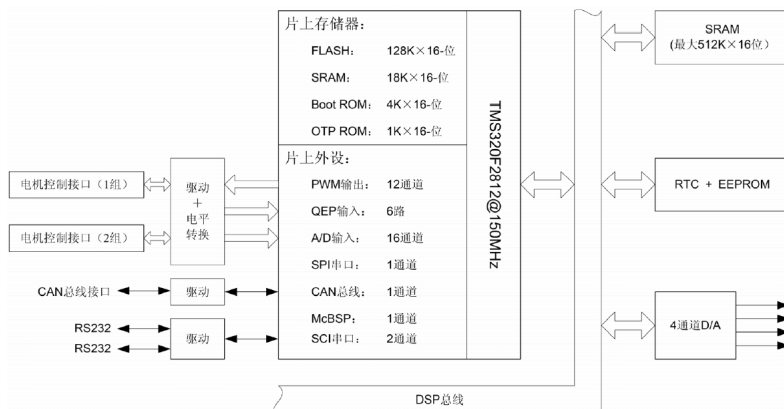 片上存储器：
FLASH： 128K×16-位
SRAM： 18K×16-位
Boot ROM： 4K×16-位
OTP ROM： 1K×16-位
片上外设：
PWM输出： 12通道
QEP输入： 6路
A/D输入： 16通道
SPI串口： 1通道
CAN总线： 1通道
McBSP： 1通道
SCI串口： 2通道
TMS320F2812@150MHz
电机控制接口（1组）
电机控制接口（2组）
驱动
＋
电平
转换
CAN总线接口
驱动
RS232
RS232
驱动
SRAM
(最大512K×16位)
RTC + EEPROM
4通道D/A
DSP总线